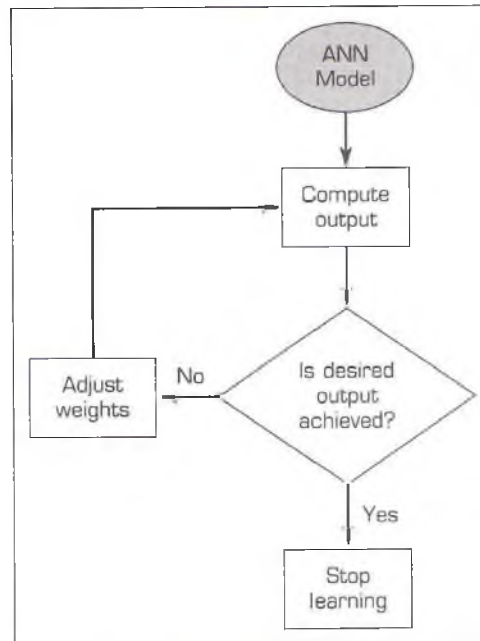 ANN
Model
Compute
output
Is desired
output
achieved?
No
Adjust
weights
Yes
Stop
learning